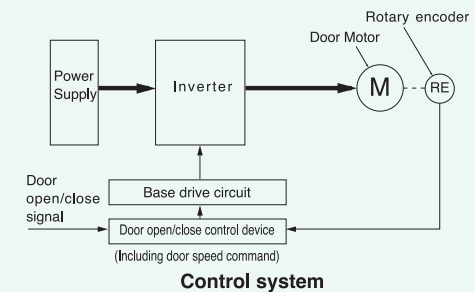 Rotary encoder
Door Motor
Power
Supply
Inverter
M
RE
Door
open/close
signal
Base drive circuit
Door open/close control device
(Including door speed command)
Control system